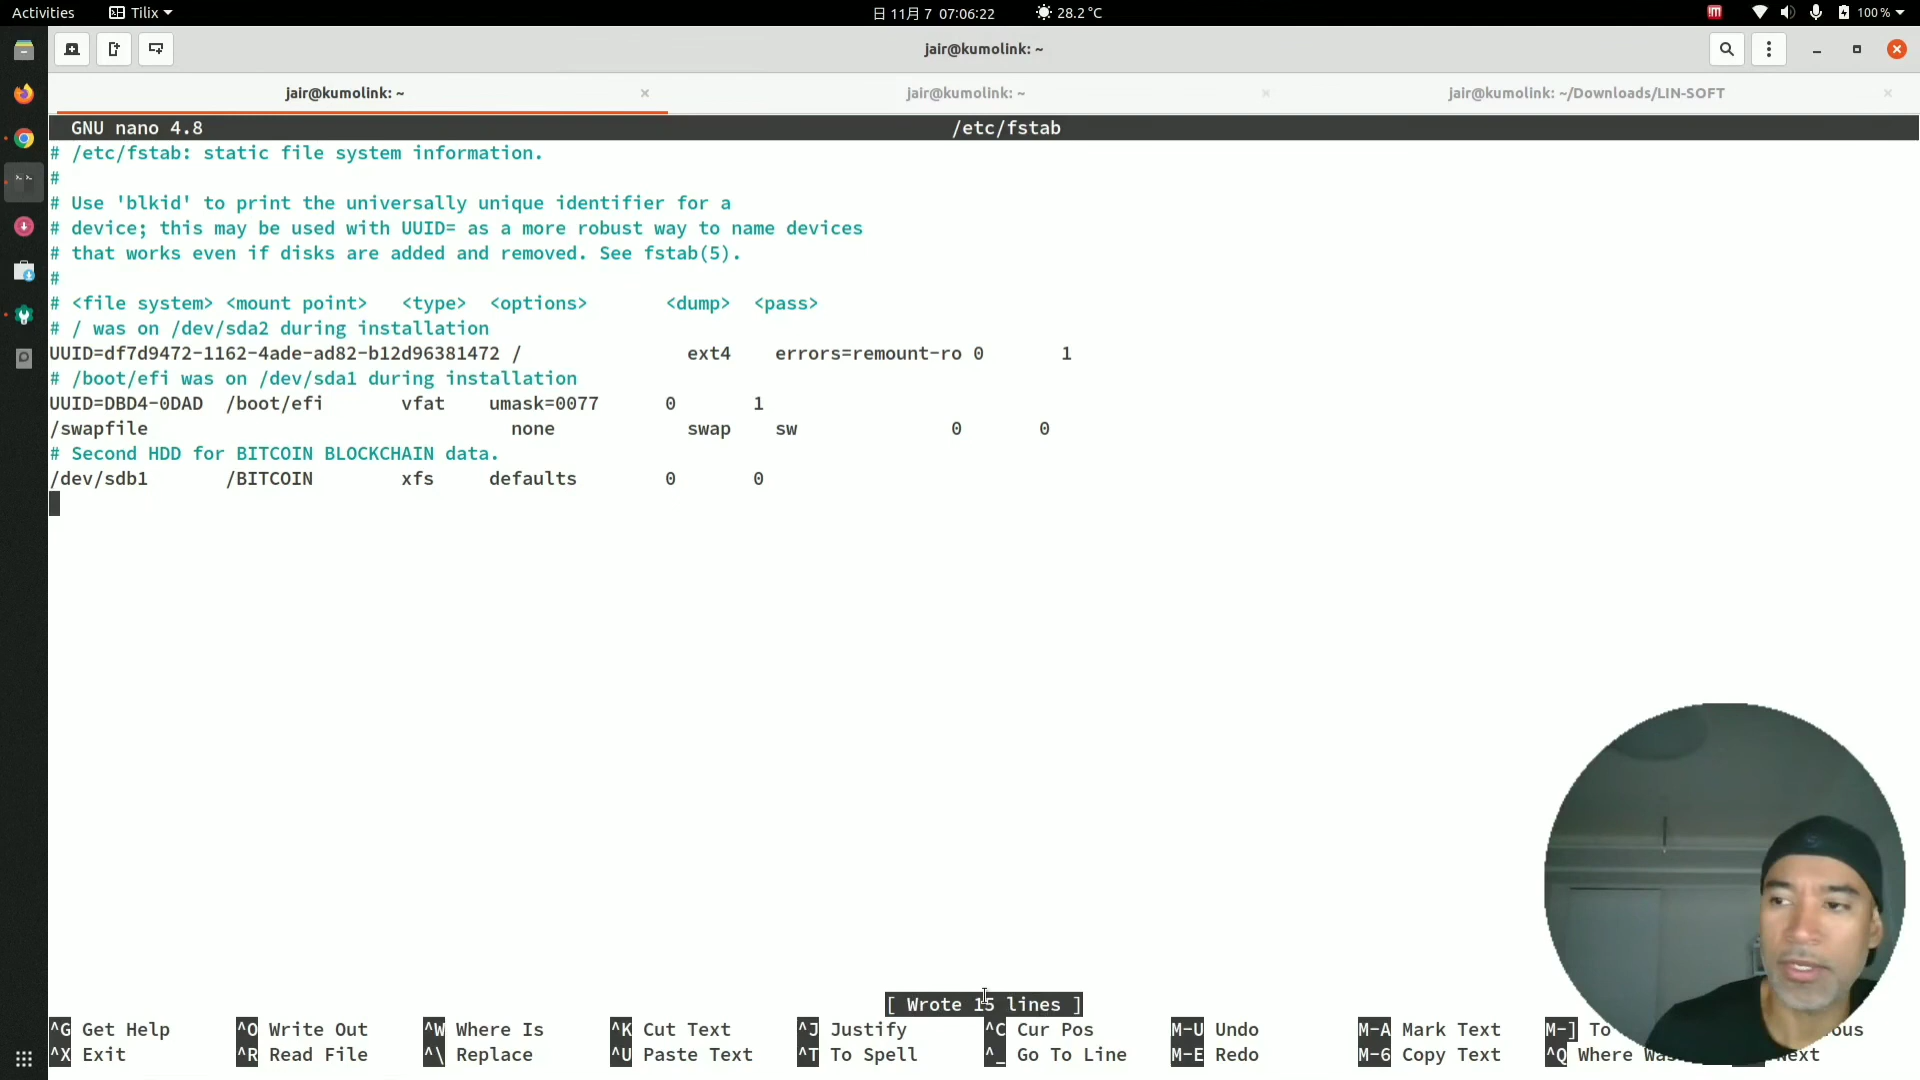 Activities Tilix 日 11月 7 07:06:22 28.2 °C 100 %
jair@kumolink: ~
jair@kumolink: ~ jair@kumolink: ~ jair@kumolink: ~/Downloads/LIN-SOFT
GNU nano 4.8 /etc/fstab
# /etc/fstab: static file system information.
#
# Use 'blkid' to print the universally unique identifier for a
# device; this may be used with UUID= as a more robust way to name devices
# that works even if disks are added and removed. See fstab(5).
#
# <file system> <mount point> <type> <options> <dump> <pass>
# / was on /dev/sda2 during installation
UUID=df7d9472-1162-4ade-ad82-b12d96381472 / ext4 errors=remount-ro 0 1
# /boot/efi was on /dev/sda1 during installation
UUID=DBD4-0DAD /boot/efi vfat umask=0077 0 1
/swapfile none swap sw 0 0
# Second HDD for BITCOIN BLOCKCHAIN data.
/dev/sdb1 /BITCOIN xfs defaults 0 0
[ Wrote 15 lines ]
^G Get Help ^O Write Out ^W Where Is ^K Cut Text ^J Justify ^C Cur Pos M-U Undo M-A Mark Text M-] To
^X Exit ^R Read File ^\ Replace ^U Paste Text ^T To Spell ^_ Go To Line M-E Redo M-6 Copy Text ^Q Where